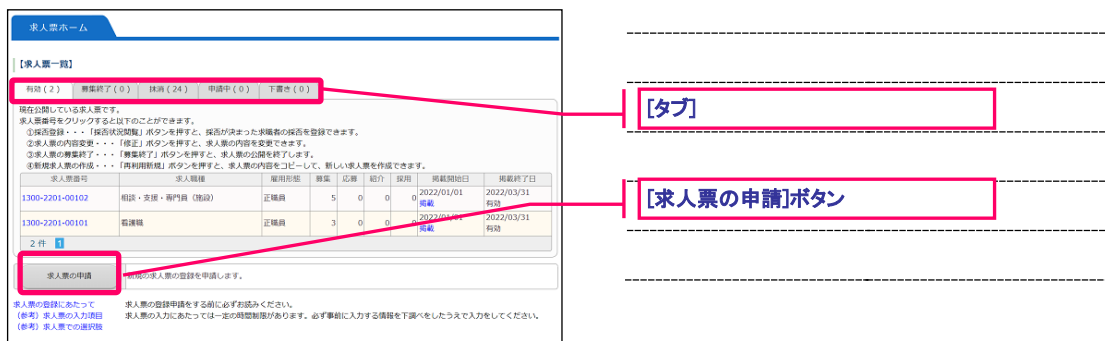 求人票ホーム
【求人票一覧】
有効(2) 募集終了(0) 抹消(24) 申請中(0) 下書き(0)
現在公開している求人票です。
求人票番号をクリックすると以下のことができます。
①採否登録・・・「採否状況閲覧」ボタンを押すと、採否が決まった求職者の採否を登録できます。
②求人票の内容変更・・・「修正」ボタンを押すと、求人票の内容を変更できます。
③求人票の募集終了・・・「募集終了」ボタンを押すと、求人票の公開を終了します。
④新規求人票の作成・・・「再利用新規」ボタンを押すと、求人票の内容をコピーして、新しい求人票を作成できます。
求人票番号 求人職種 雇用形態 募集 応募 紹介 採用 掲載開始日 掲載終了日
1300-2201-00102 相談・支援・専門員(施設) 正職員 5 0 0 0 2022/01/01 掲載 2022/03/31 有効
1300-2201-00101 看護職 正職員 3 0 0 0 2022/01/01 掲載 2022/03/31 有効
2 件 1
求人票の申請 新規の求人票の登録を申請します。
求人票の登録にあたって 求人票の登録申請をする前に必ずお読みください。
(参考) 求人票の入力項目 求人票の入力にあたっては一定の時間制限があります。必ず事前に入力する情報を下調べをしたうえで入力をしてください。
(参考) 求人票での選択肢
[タブ]
[求人票の申請]ボタン